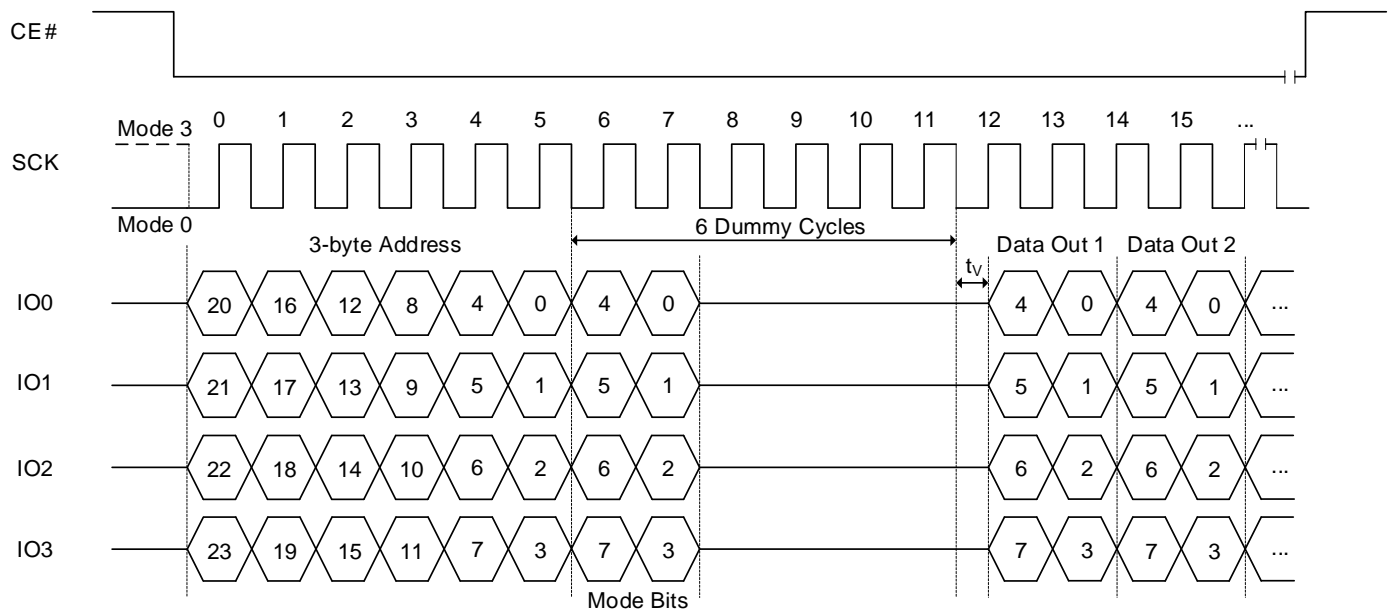 CE#
Mode 3
0 1 2 3 4 5 6 7 8 9 10 11 12 13 14 15 ...
SCK
Mode 0
6 Dummy Cycles
3-byte Address
Data Out 1 Data Out 2
tV
IO0 20 16 12 8 4 0 4 0 4 0 4 0 ...
IO1 21 17 13 9 5 1 5 1 5 1 5 1 ...
IO2 22 18 14 10 6 2 6 2 6 2 6 2 ...
IO3 23 19 15 11 7 3 7 3 7 3 7 3 ...
Mode Bits